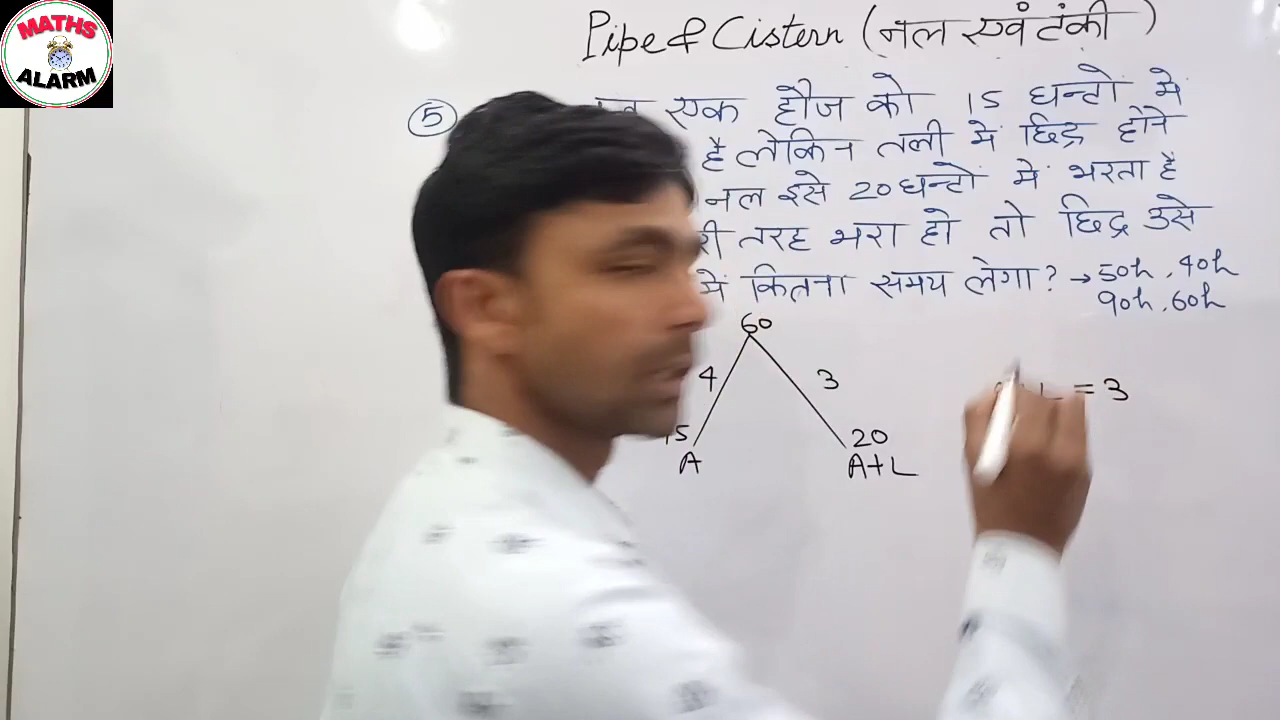 MATHS
ALARM
Pipe & Cistern (नल एवं टंकी)
5
एक हौज को 15 घन्टो में
है लेकिन तली में छिद्र होने
नल इसे 20 घन्टों में भरता है
तरह भरा हो तो छिद्र उसे
में कितना समय लेगा? → 50h, 40h
90h, 60h
60
4 3
= 3
15 20
A A+L